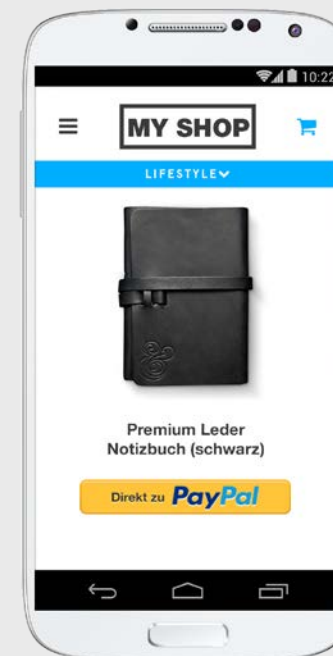 10:22
MY SHOP
LIFESTYLE
Premium Leder
Notizbuch (schwarz)
Direkt zu PayPal